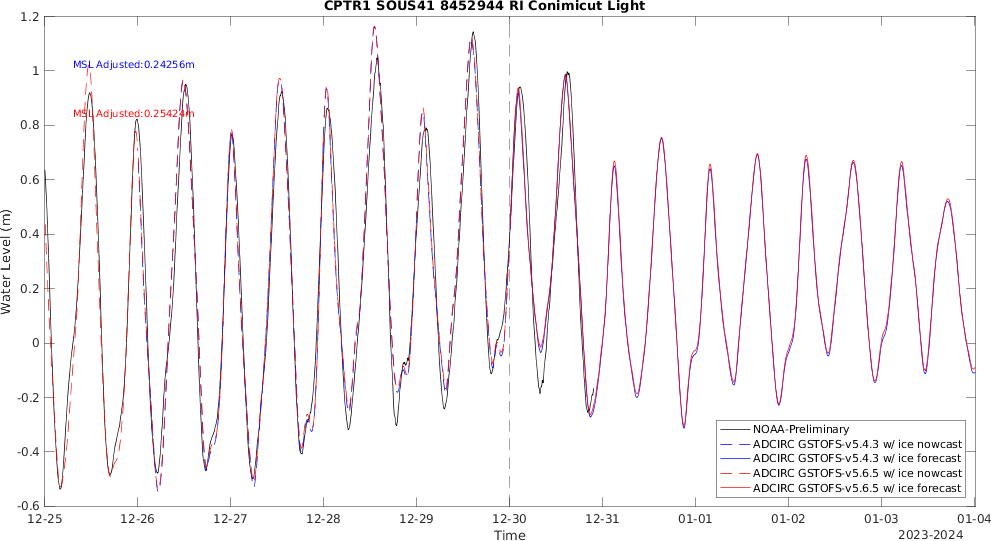 CPTR1 SOUS41 8452944 RI Conimicut Light
MSL Adjusted:0.24256m
MSL Adjusted:0.25424m
Water Level (m)
1.2
1
0.8
0.6
0.4
0.2
0
-0.2
-0.4
-0.6
NOAA-Preliminary
ADCIRC GSTOFS-v5.4.3 w/ ice nowcast
ADCIRC GSTOFS-v5.4.3 w/ ice forecast
ADCIRC GSTOFS-v5.6.5 w/ ice nowcast
ADCIRC GSTOFS-v5.6.5 w/ ice forecast
12-25 12-26 12-27 12-28 12-29 12-30 12-31 01-01 01-02 01-03 01-04
Time
2023-2024